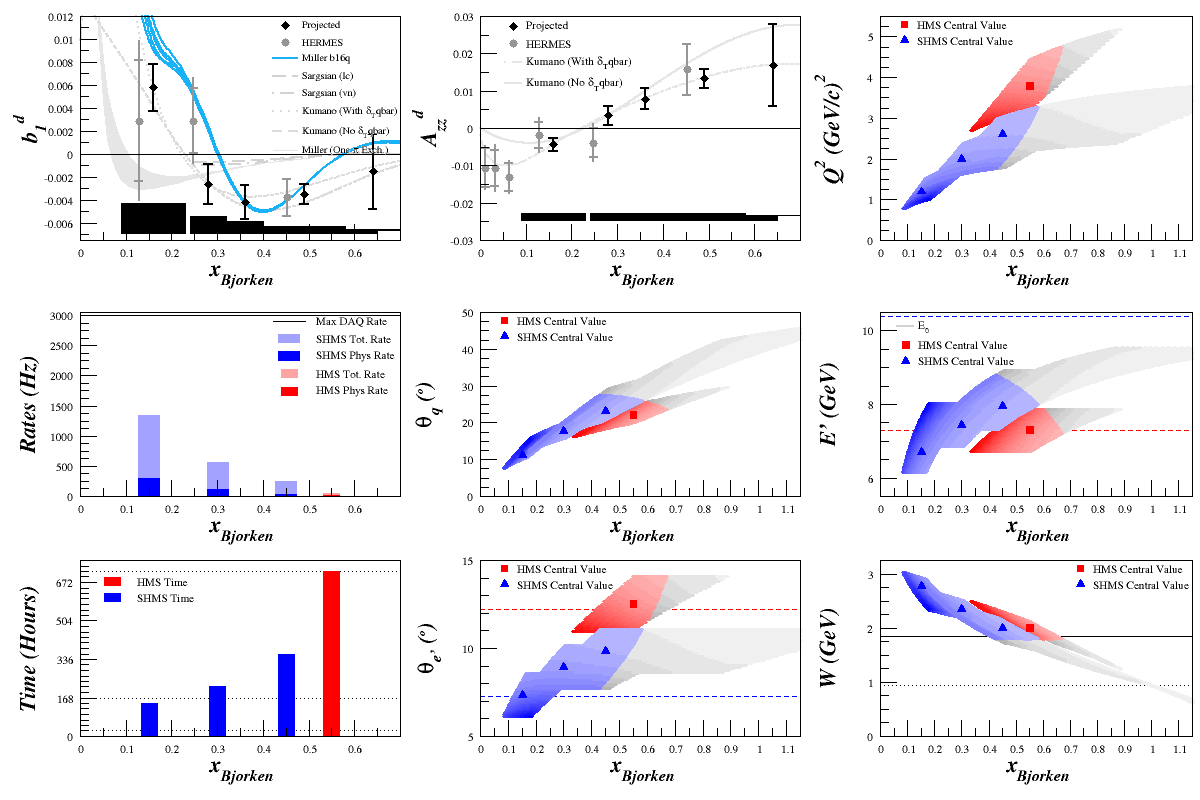 b₁ᵈ
0.012
0.01
0.008
0.006
0.004
0.002
0
-0.002
-0.004
-0.006
Projected
HERMES
Miller b16q
Sargsian (lc)
Sargsian (vn)
Kumano (With δTqbar)
Kumano (No δTqbar)
Miller (One π Exch.)
0 0.1 0.2 0.3 0.4 0.5 0.6
xBjorken
Azzᵈ
0.03
0.02
0.01
0
-0.01
-0.02
-0.03
Projected
HERMES
Kumano (With δTqbar)
Kumano (No δTqbar)
0 0.1 0.2 0.3 0.4 0.5 0.6
xBjorken
Q² (GeV/c)²
5
4
3
2
1
0
HMS Central Value
SHMS Central Value
0 0.1 0.2 0.3 0.4 0.5 0.6 0.7 0.8 0.9 1 1.1
xBjorken
Rates (Hz)
3000
2500
2000
1500
1000
500
0
Max DAQ Rate
SHMS Tot. Rate
SHMS Phys Rate
HMS Tot. Rate
HMS Phys Rate
0 0.1 0.2 0.3 0.4 0.5 0.6
xBjorken
θq (°)
50
40
30
20
10
0
HMS Central Value
SHMS Central Value
0 0.1 0.2 0.3 0.4 0.5 0.6 0.7 0.8 0.9 1 1.1
xBjorken
E' (GeV)
10
8
6
E₀
HMS Central Value
SHMS Central Value
0 0.1 0.2 0.3 0.4 0.5 0.6 0.7 0.8 0.9 1 1.1
xBjorken
Time (Hours)
672
504
336
168
0
HMS Time
SHMS Time
0 0.1 0.2 0.3 0.4 0.5 0.6
xBjorken
θe' (°)
15
10
5
HMS Central Value
SHMS Central Value
0 0.1 0.2 0.3 0.4 0.5 0.6 0.7 0.8 0.9 1 1.1
xBjorken
W (GeV)
3
2
1
0
HMS Central Value
SHMS Central Value
0 0.1 0.2 0.3 0.4 0.5 0.6 0.7 0.8 0.9 1 1.1
xBjorken